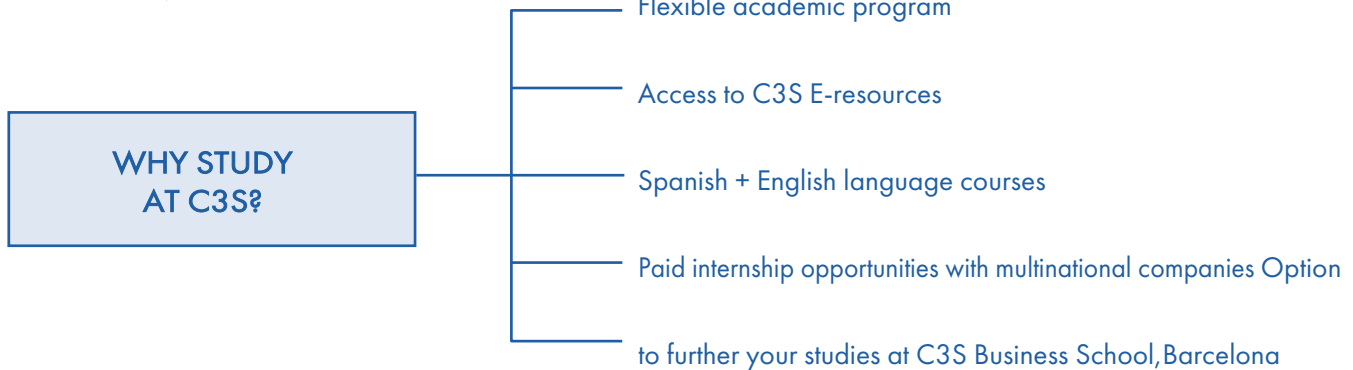 Flexible academic program
Access to C3S E-resources
WHY STUDY
AT C3S?
Spanish + English language courses
Paid internship opportunities with multinational companies Option
to further your studies at C3S Business School,Barcelona